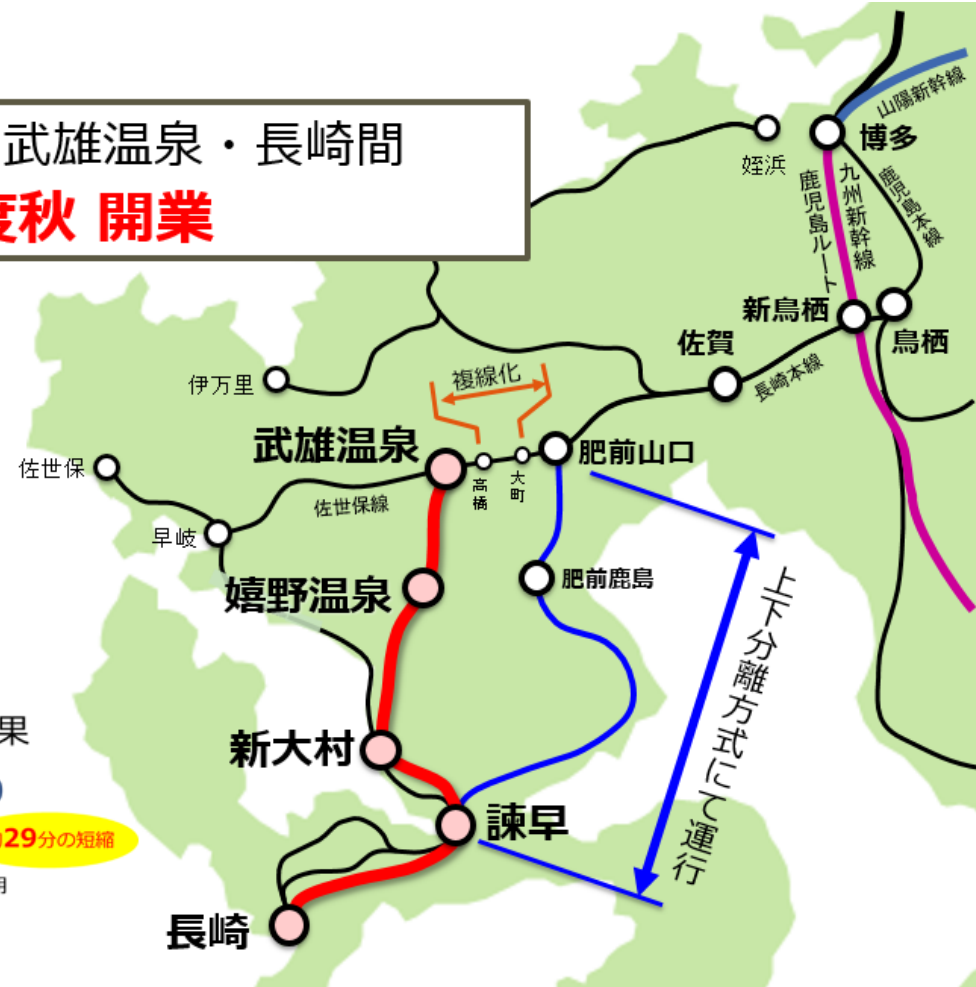 武雄温泉・長崎間
度秋 開業
山陽新幹線
博多
姪浜
鹿児島本線
九州新幹線
鹿児島ルート
新鳥栖
鳥栖
佐賀
長崎本線
伊万里
複線化
武雄温泉
肥前山口
高橋
大町
佐世保
佐世保線
早岐
嬉野温泉
肥前鹿島
上下分離方式にて運行
果
新大村
29分の短縮
諫早
長崎